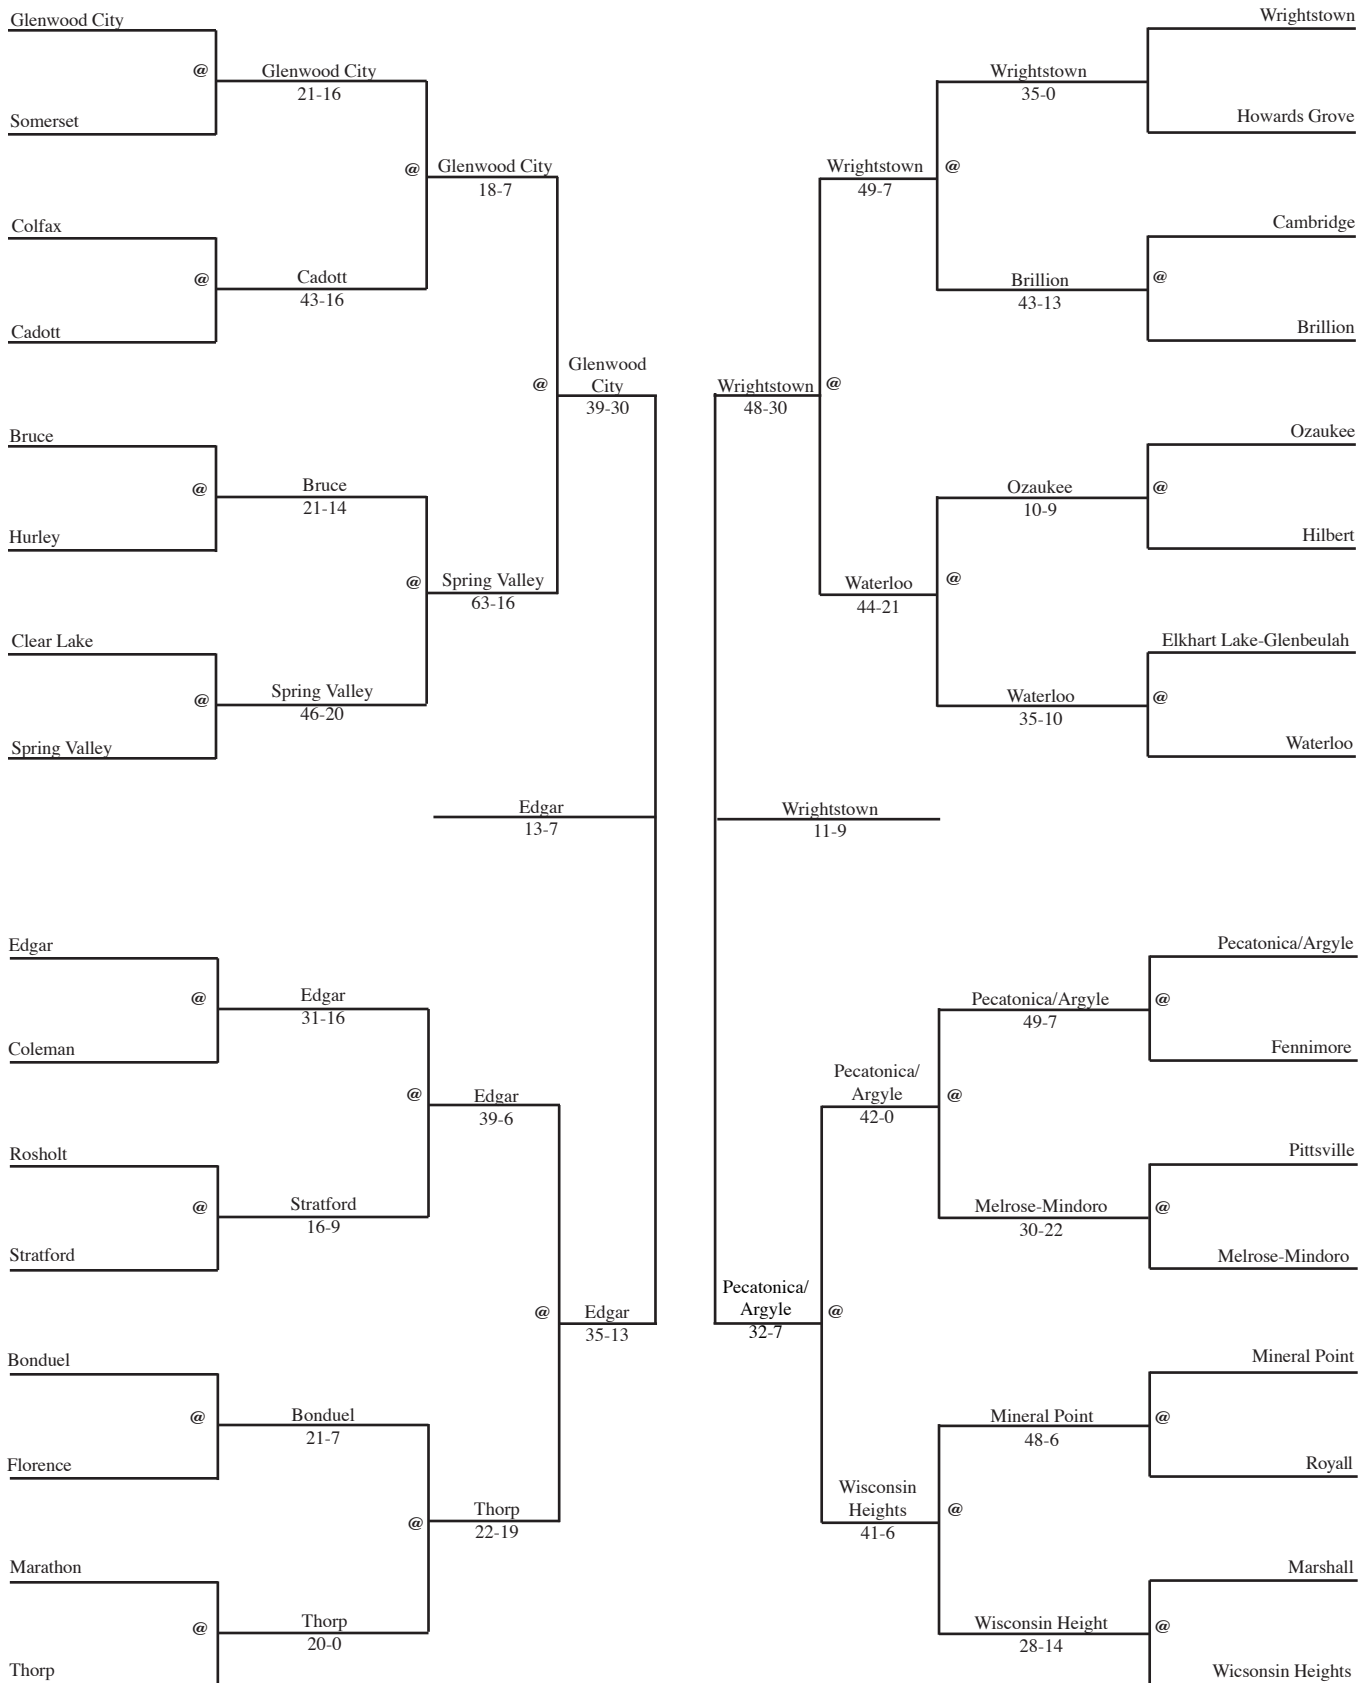 Glenwood City
@
Glenwood City
21-16
Somerset
@
Glenwood City
18-7
Colfax
@
Cadott
43-16
Cadott
@
Glenwood
City
39-30
Bruce
@
Bruce
21-14
Hurley
@
Spring Valley
63-16
Clear Lake
@
Spring Valley
46-20
Spring Valley
Edgar
13-7
Edgar
@
Edgar
31-16
Coleman
@
Edgar
39-6
Rosholt
@
Stratford
16-9
Stratford
@
Edgar
35-13
Bonduel
@
Bonduel
21-7
Florence
@
Thorp
22-19
Marathon
@
Thorp
20-0
Thorp
Wrightstown
Wrightstown
35-0
Howards Grove
Wrightstown
49-7
@
Cambridge
Brillion
43-13
@
Brillion
Wrightstown
48-30
@
Ozaukee
Ozaukee
10-9
@
Hilbert
Waterloo
44-21
@
Elkhart Lake-Glenbeulah
Waterloo
35-10
@
Waterloo
Wrightstown
11-9
Pecatonica/Argyle
Pecatonica/Argyle
49-7
@
Fennimore
Pecatonica/
Argyle
42-0
@
Pittsville
Melrose-Mindoro
30-22
@
Melrose-Mindoro
Pecatonica/
Argyle
32-7
@
Mineral Point
Mineral Point
48-6
@
Royall
Wisconsin
Heights
41-6
@
Marshall
Wisconsin Height
28-14
@
Wicsonsin Heights